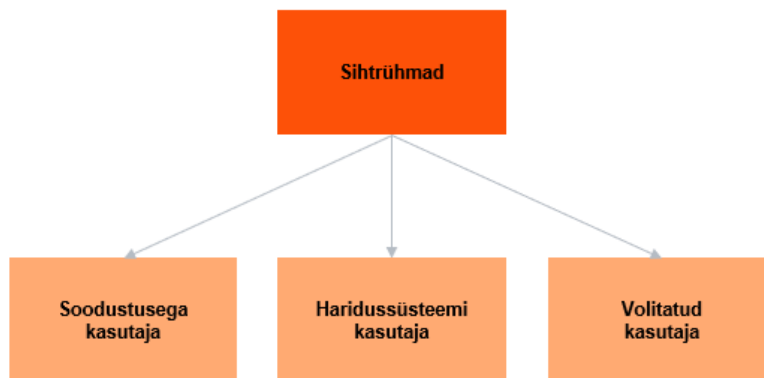 Sihtrühmad
Soodustusega
kasutaja
Haridussüsteemi
kasutaja
Volitatud
kasutaja